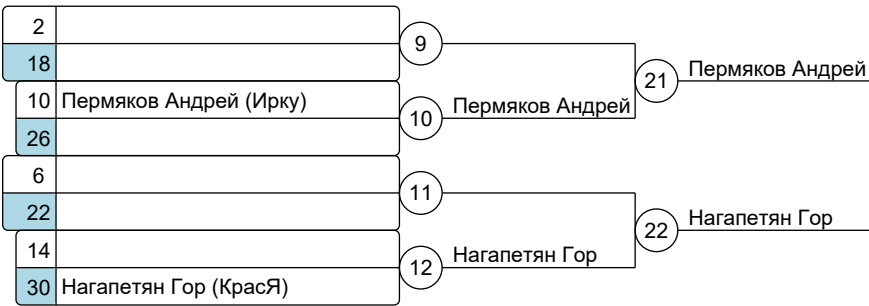 2
9
18
21 Пермяков Андрей
10 Пермяков Андрей (Ирку)
10 Пермяков Андрей
26
6
11
22
22 Нагапетян Гор
14
12 Нагапетян Гор
30 Нагапетян Гор (КрасЯ)